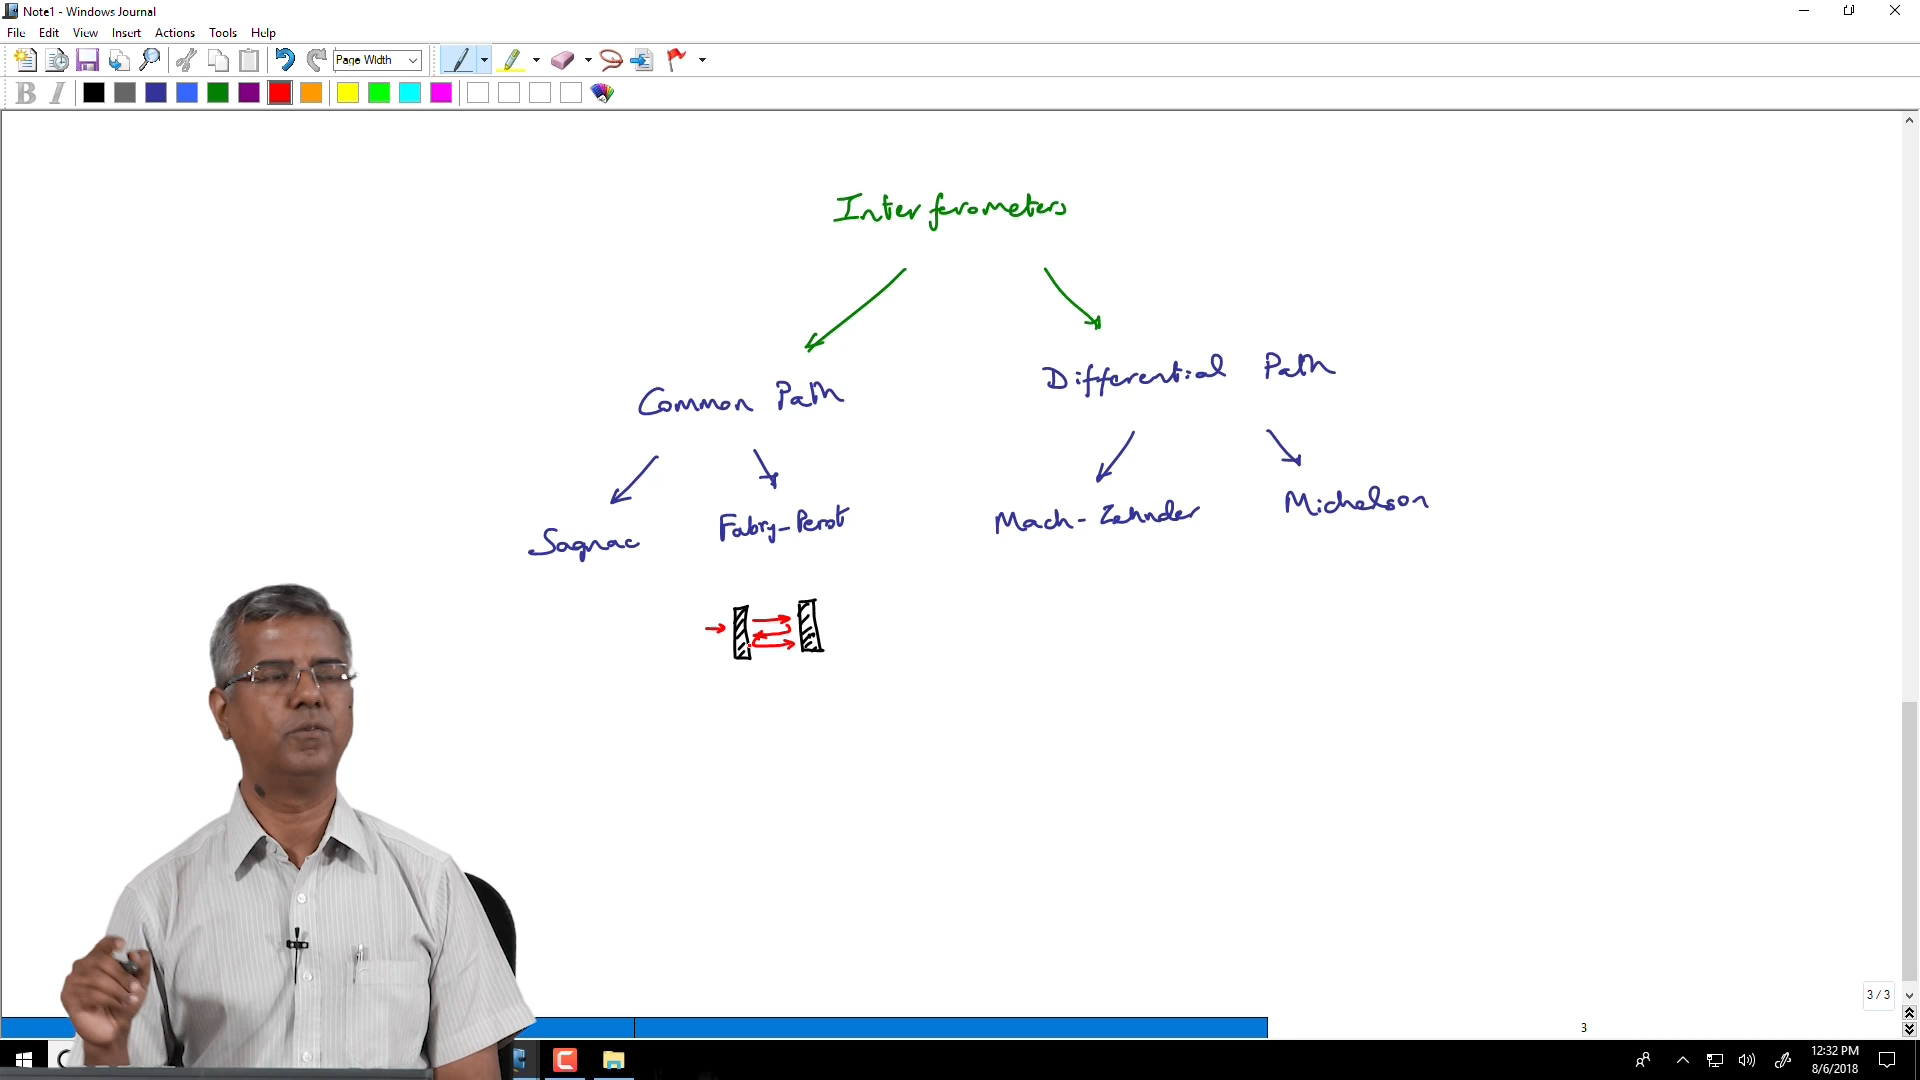 Note1 - Windows Journal
File Edit View Insert Actions Tools Help
Page Width
B I
Interferometers
Common Path Differential Path
Sagnac Fabry-Perot Mach-Zehnder Michelson
3 / 3
3
12:32 PM
8/6/2018